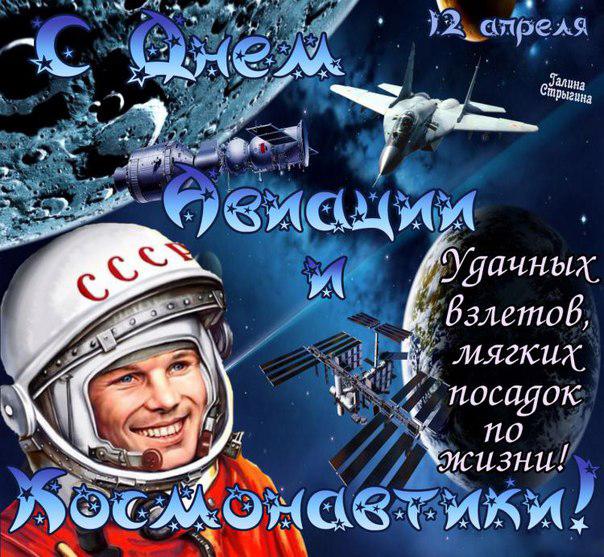 12 апреля
С Днем
Галина
Стрыгина
Авиации
и
СССР
Удачных
взлетов,
мягких
посадок
по
жизни!
Космонавтики!